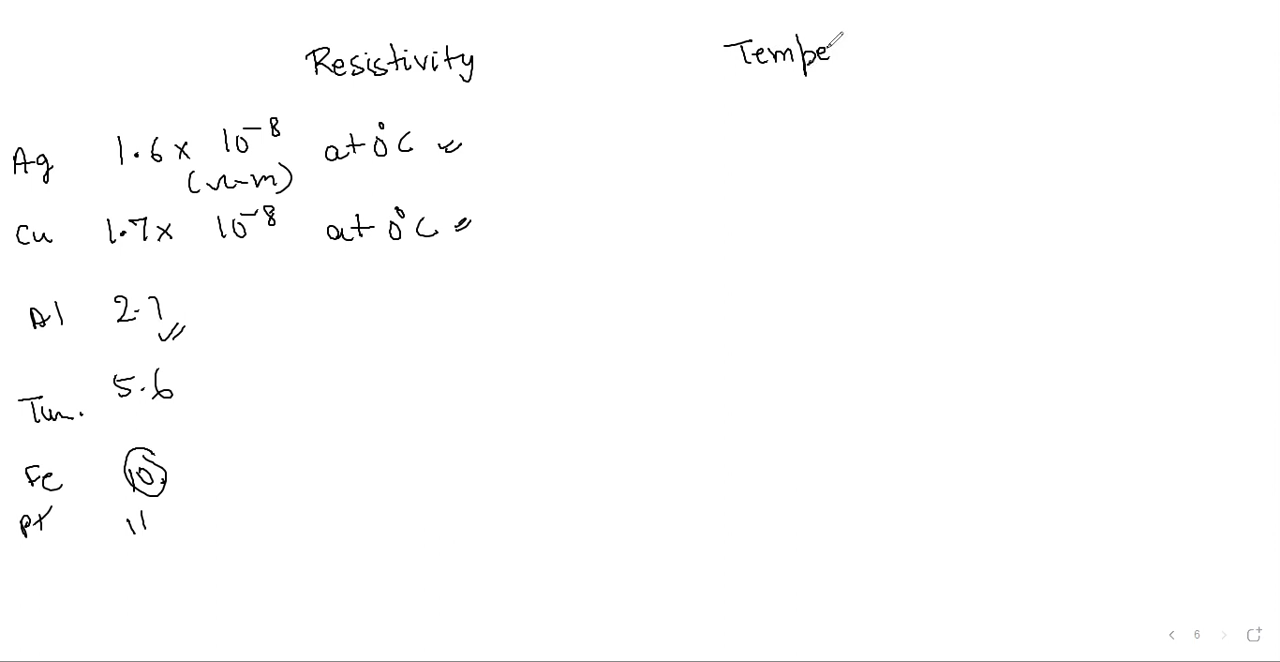 Resistivity Tempe
Ag 1.6 x 10⁻⁸ at 0°C
(Ω-m)
Cu 1.7 x 10⁻⁸ at 0°C
Al 2.7
Tun. 5.6
Fe 10.
Pt 11
6